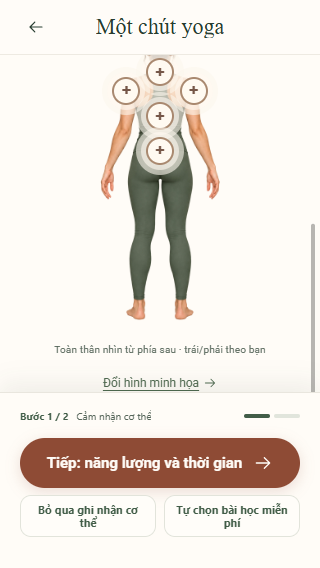 Một chút yoga
Toàn thân nhìn từ phía sau · trái/phải theo bạn
Đổi hình minh họa →
Bước 1 / 2 Cảm nhận cơ thể
Tiếp: năng lượng và thời gian →
Bỏ qua ghi nhận cơ
thể
Tự chọn bài học miễn
phí